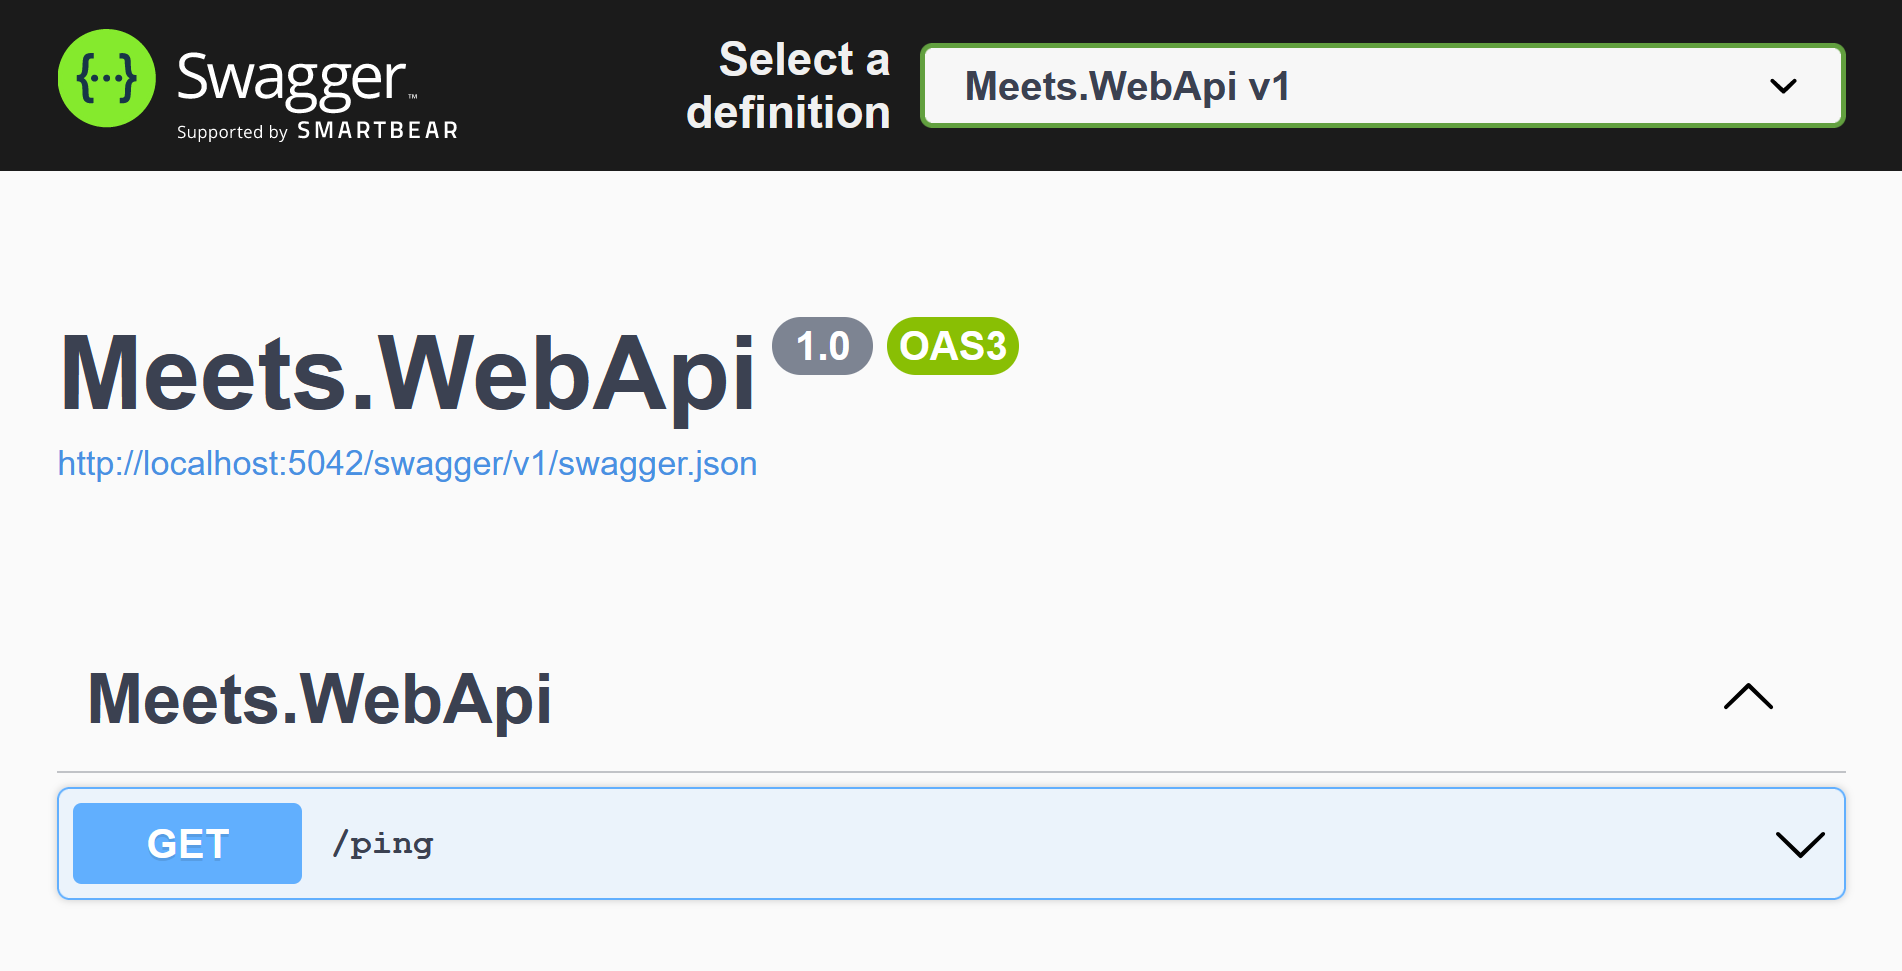 {···} Swagger™
Supported by SMARTBEAR
Select a
definition
Meets.WebApi v1
Meets.WebApi 1.0 OAS3
http://localhost:5042/swagger/v1/swagger.json
Meets.WebApi
GET /ping